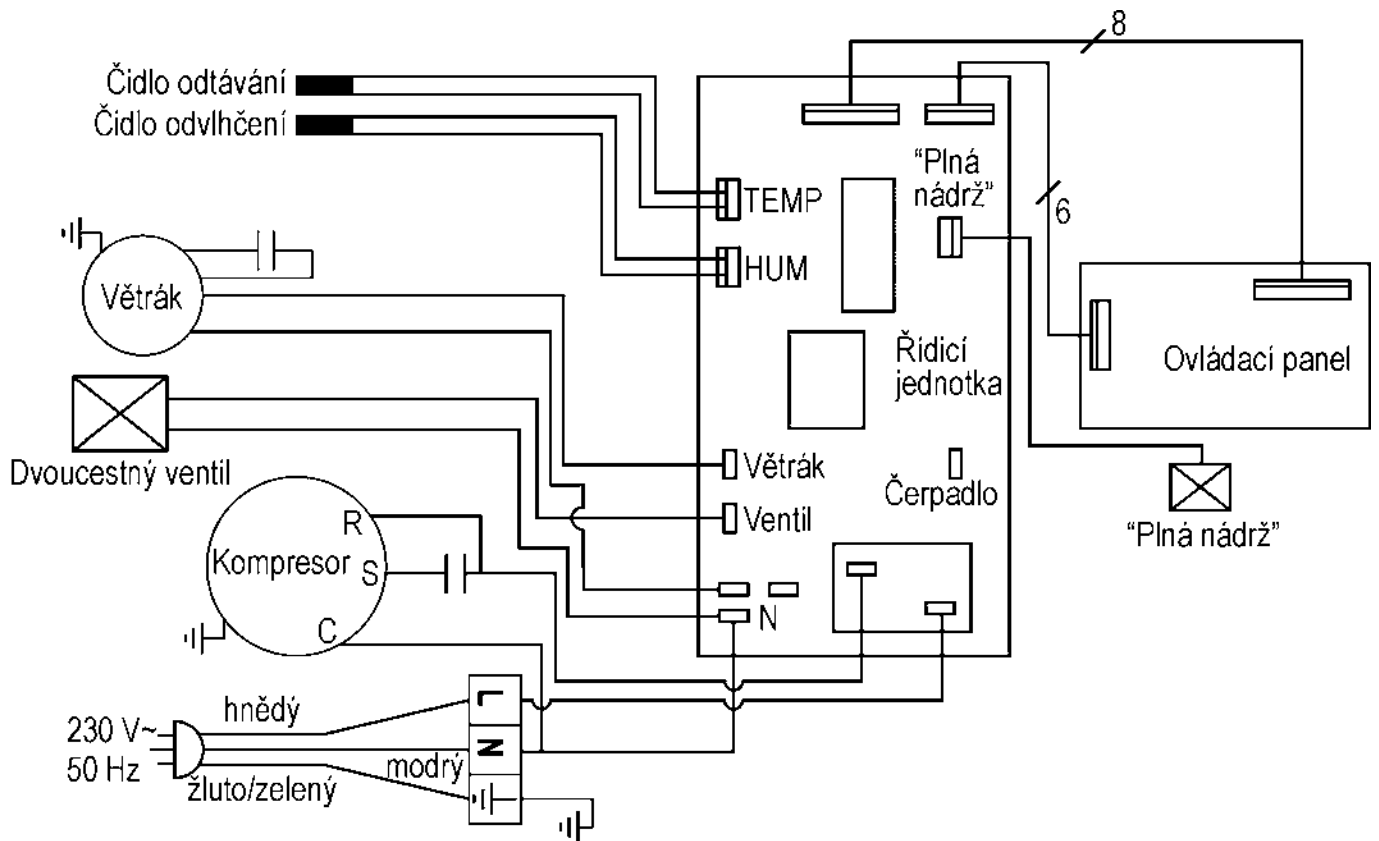 8
Čidlo odtávání
Čidlo odvlhčení
"Plná
nádrž"
TEMP
6
HUM
Větrák
Řídicí
jednotka
Ovládací panel
Dvoucestný ventil
Větrák
Čerpadlo
Ventil
"Plná nádrž"
R
Kompresor
S
C
N
L
hnědý
230 V~
50 Hz
N
modrý
žluto/zelený